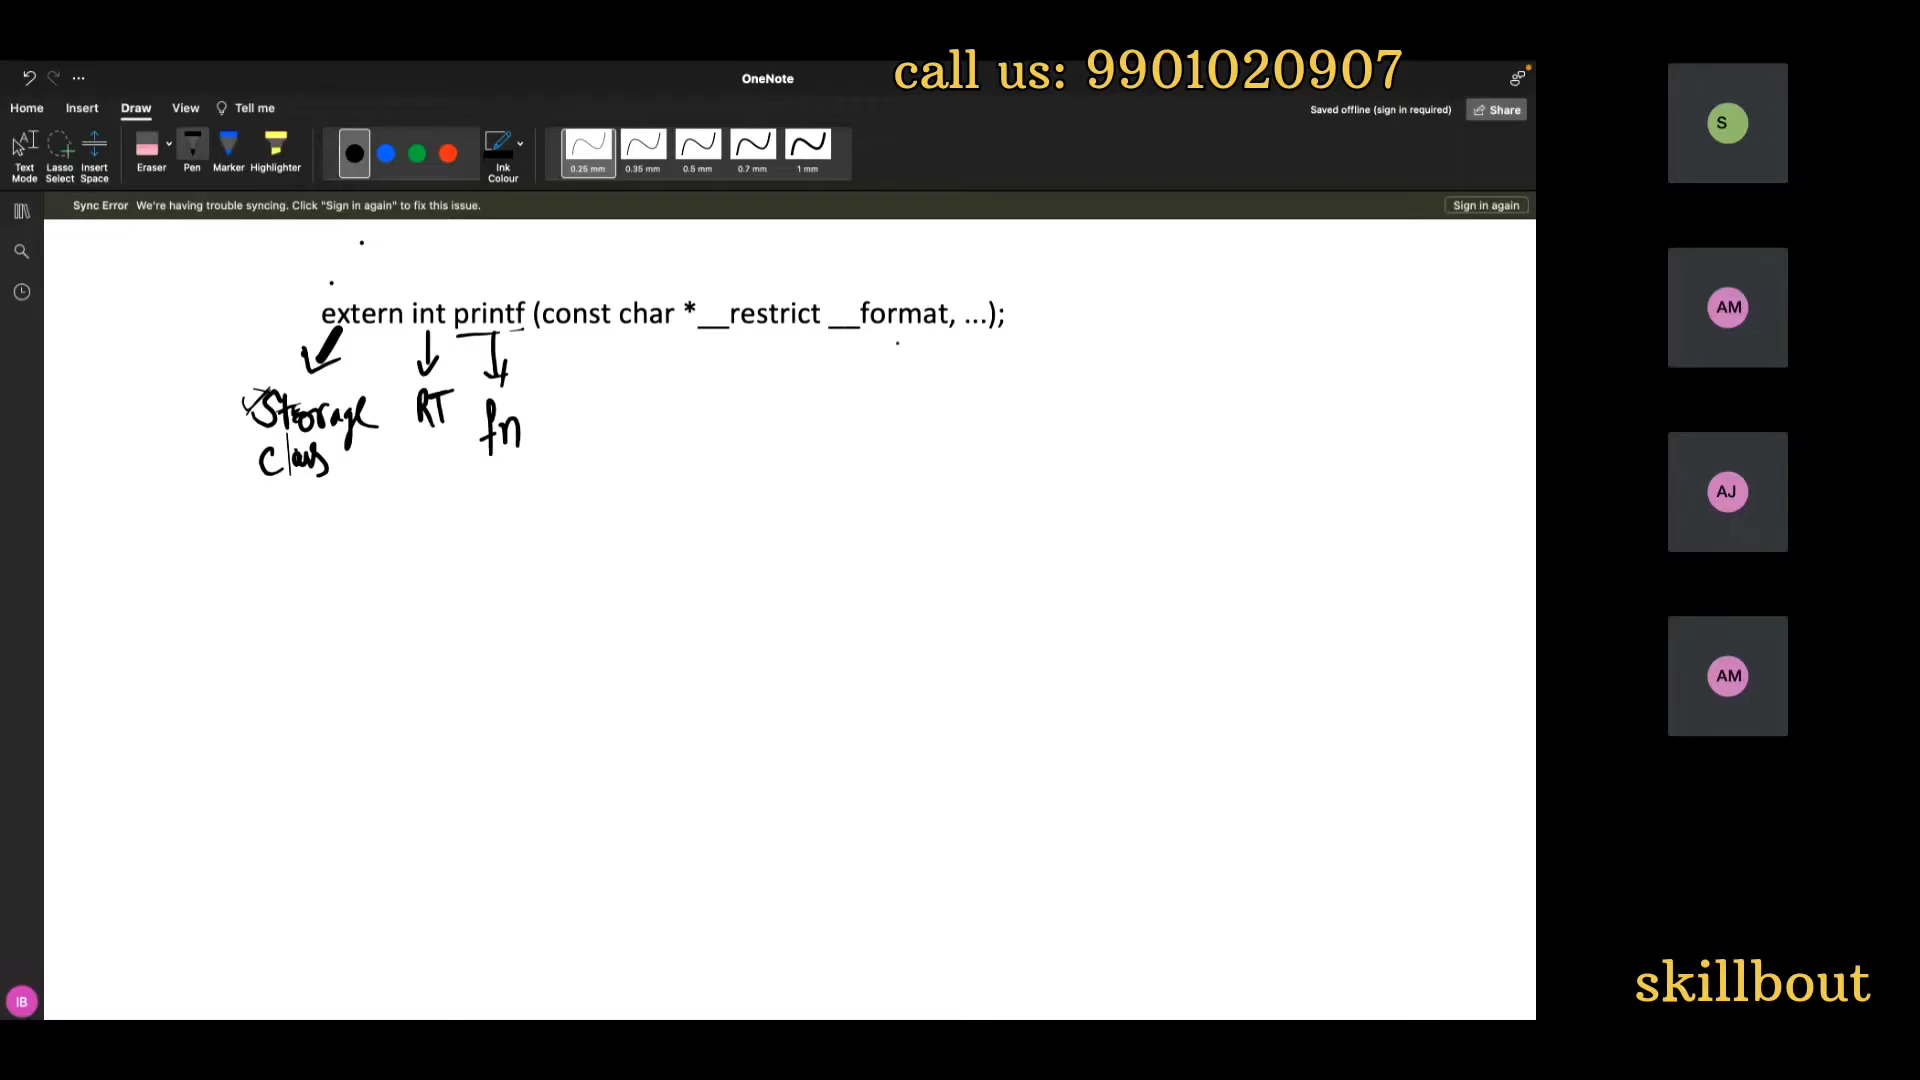 call us: 9901020907
OneNote
Home Insert Draw View Tell me
Saved offline (sign in required) Share
Text Mode
Lasso Select
Insert Space
Eraser
Pen
Marker
Highlighter
Ink Colour
0.25 mm 0.35 mm 0.5 mm 0.7 mm 1 mm
Sync Error We're having trouble syncing. Click "Sign in again" to fix this issue.
Sign in again
extern int printf (const char *__restrict __format, ...);
Storage RT fn
class
S
AM
AJ
AM
IB
skillbout